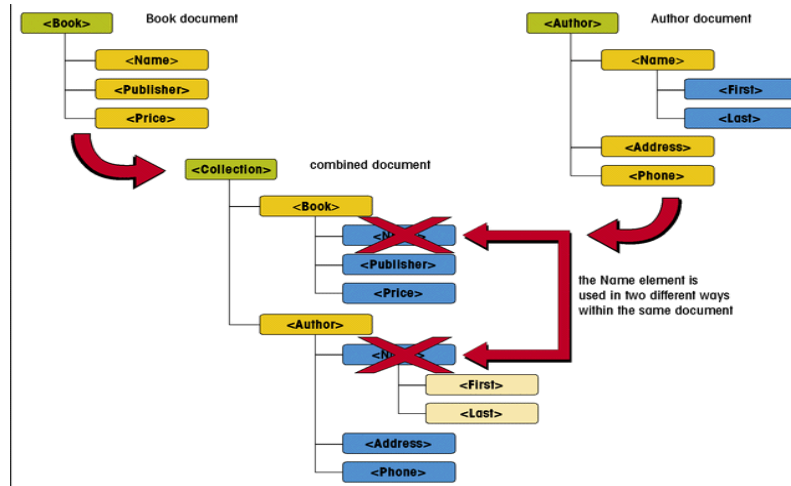 <Book>
Book document
<Name>
<Publisher>
<Price>
<Author>
Author document
<Name>
<First>
<Last>
<Address>
<Phone>
<Collection>
combined document
<Book>
<Publisher>
<Price>
the Name element is
used in two different ways
within the same document
<Author>
<First>
<Last>
<Address>
<Phone>